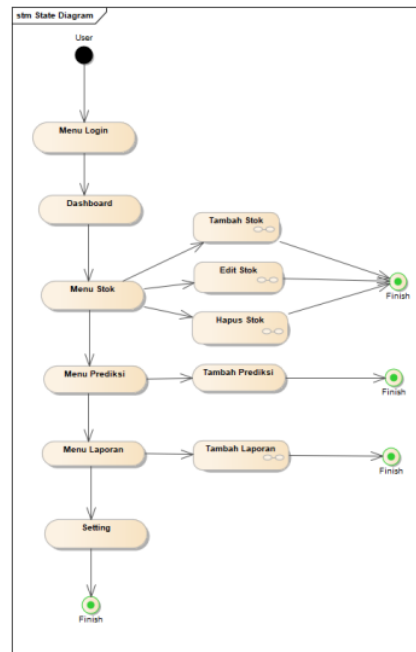 stm State Diagram
User
Menu Login
Dashboard
Tambah Stok
Edit Stok
Menu Stok
Finish
Hapus Stok
Menu Prediksi
Tambah Prediksi
Finish
Menu Laporan
Tambah Laporan
Finish
Setting
Finish